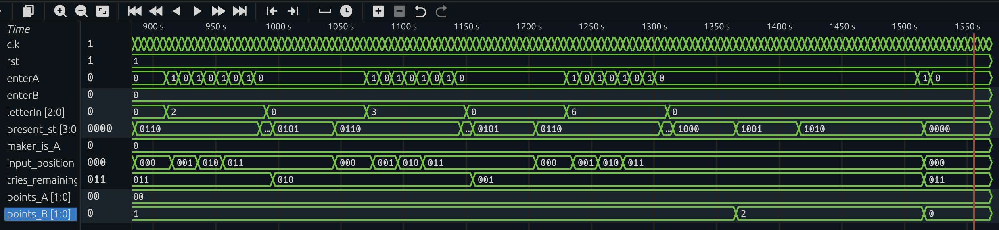 Time 900 s 950 s 1000 s 1050 s 1100 s 1150 s 1200 s 1250 s 1300 s 1350 s 1400 s 1450 s 1500 s 1550 s
clk 1
rst 1 1
enterA 0 0 1 0 1 0 1 0 1 0 1 0 1 0 1 0 1 0 1 0 1 0 1 0 1 0 1 0
enterB 0 0
letterIn [2:0] 0 0 2 0 3 0 6 0
present_st [3:0 0000 0110 ... 0101 0110 ... 0101 0110 ... 1000 1001 1010 0000
maker_is_A 0 0
input_position 000 000 001 010 011 000 001 010 011 000 001 010 011 000
tries_remaining 011 011 010 001 011
points_A [1:0] 00 00
points_B [1:0] 0 1 2 0